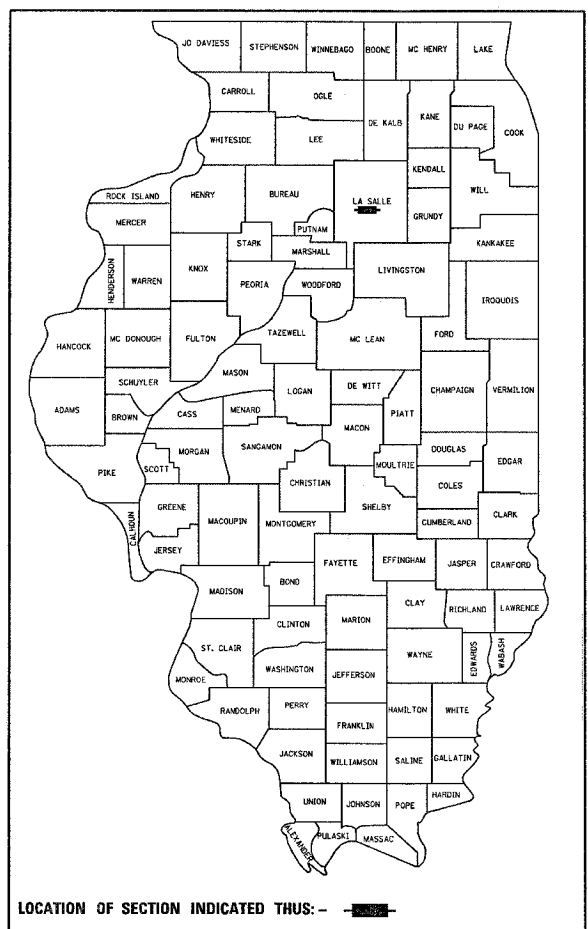 JO DAVIESS STEPHENSON WINNEBAGO BOONE MC HENRY LAKE
CARROLL OGLE DE KALB KANE DU PAGE COOK
WHITESIDE LEE
KENDALL WILL
ROCK ISLAND HENRY BUREAU LA SALLE GRUNDY
MERCER PUTNAM
STARK MARSHALL KANKAKEE
HENDERSON WARREN KNOX PEORIA WOODFORD LIVINGSTON IROQUOIS
HANCOCK MC DONOUGH FULTON TAZEWELL MC LEAN FORD
SCHUYLER MASON LOGAN DE WITT CHAMPAIGN VERMILION
ADAMS BROWN CASS MENARD MACON PIATT
PIKE SCOTT MORGAN SANGAMON CHRISTIAN MOULTRIE DOUGLAS EDGAR
COLES
CALHOUN GREENE MACOUPIN MONTGOMERY SHELBY CUMBERLAND CLARK
JERSEY FAYETTE EFFINGHAM JASPER CRAWFORD
MADISON BOND
CLINTON MARION CLAY RICHLAND LAWRENCE
ST. CLAIR WASHINGTON JEFFERSON WAYNE EDWARDS WABASH
MONROE
RANDOLPH PERRY FRANKLIN HAMILTON WHITE
JACKSON WILLIAMSON SALINE GALLATIN
UNION JOHNSON POPE HARDIN
ALEXANDER PULASKI MASSAC
LOCATION OF SECTION INDICATED THUS: -